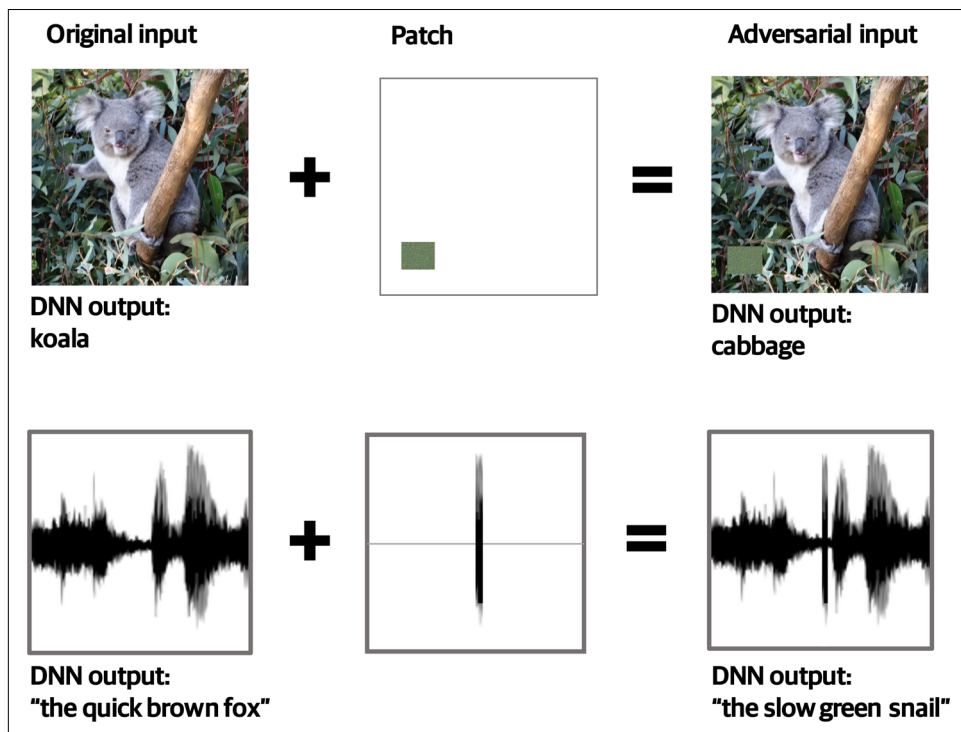 Original input
Patch
Adversarial input
+
=
DNN output:
koala
DNN output:
cabbage
+
=
DNN output:
“the quick brown fox”
DNN output:
“the slow green snail”